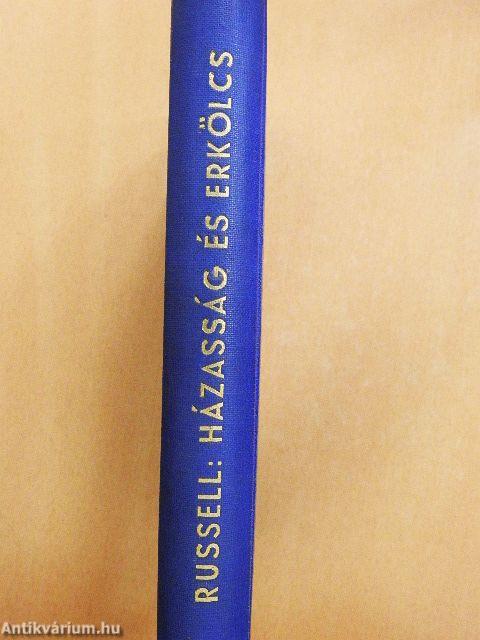 RUSSELL: HÁZASSÁG ÉS ERKÖLCS
Antikvárium.hu